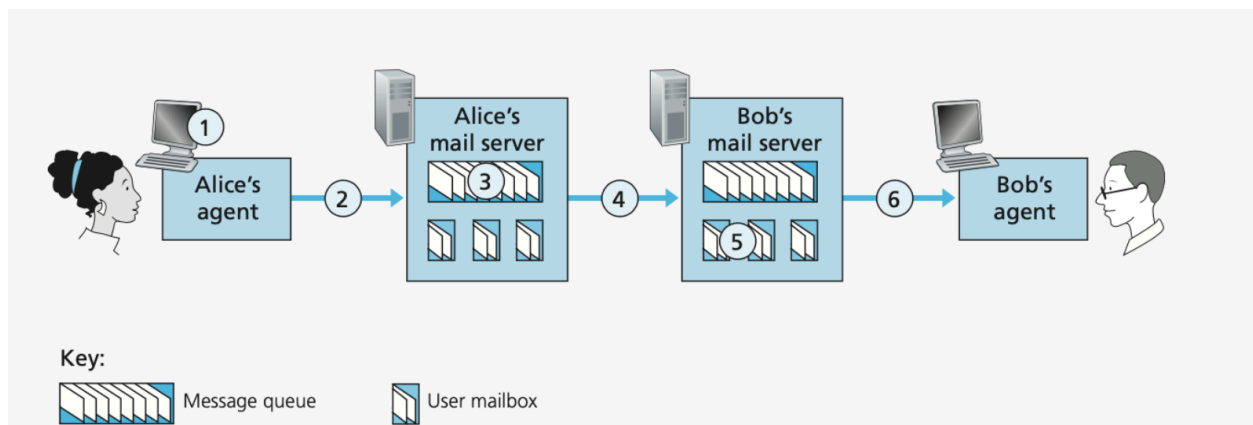 1
Alice's
agent
2
Alice's
mail server
3
4
Bob's
mail server
5
6
Bob's
agent
Key:
Message queue
User mailbox